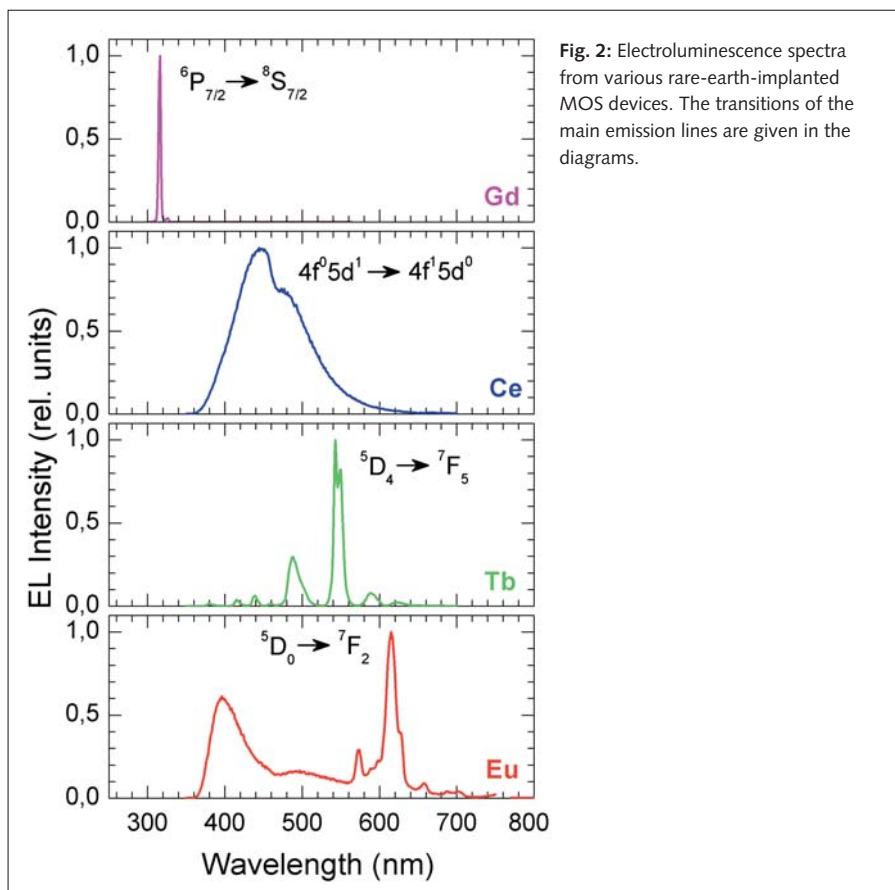 Fig. 2: Electroluminescence spectra
from various rare-earth-implanted
MOS devices. The transitions of the
main emission lines are given in the
diagrams.
EL Intensity (rel. units)
1,0
0,5
0,0
⁶P₇/₂ → ⁸S₇/₂
Gd
1,0
0,5
0,0
4f⁰5d¹ → 4f¹5d⁰
Ce
1,0
0,5
0,0
⁵D₄ → ⁷F₅
Tb
1,0
0,5
0,0
⁵D₀ → ⁷F₂
Eu
300 400 500 600 700 800
Wavelength (nm)